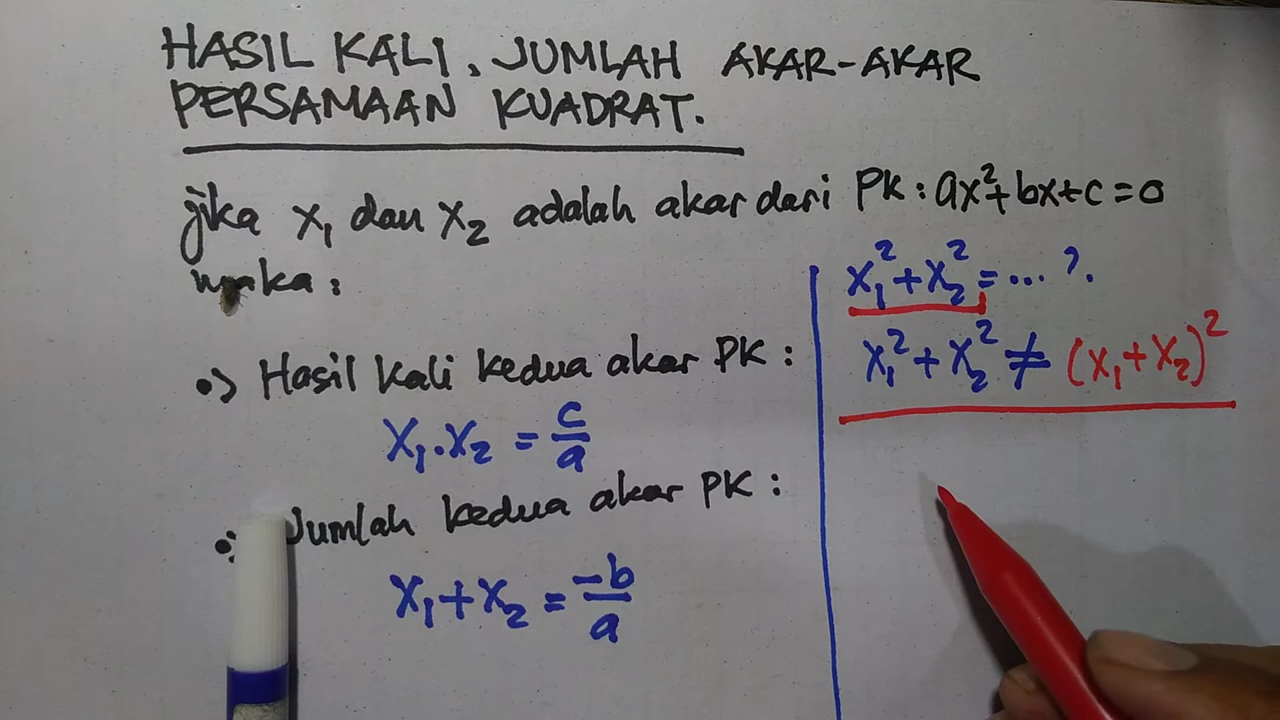 HASIL KALI, JUMLAH AKAR-AKAR
PERSAMAAN KUADRAT.
jika x₁ dan x₂ adalah akar dari PK : ax²+bx+c=0
maka :
•) Hasil kali kedua akar PK :
x₁.x₂ = c/a
•) Jumlah kedua akar PK :
x₁+x₂ = -b/a
x₁²+x₂² = ... ?.
x₁²+x₂² ≠ (x₁+x₂)²